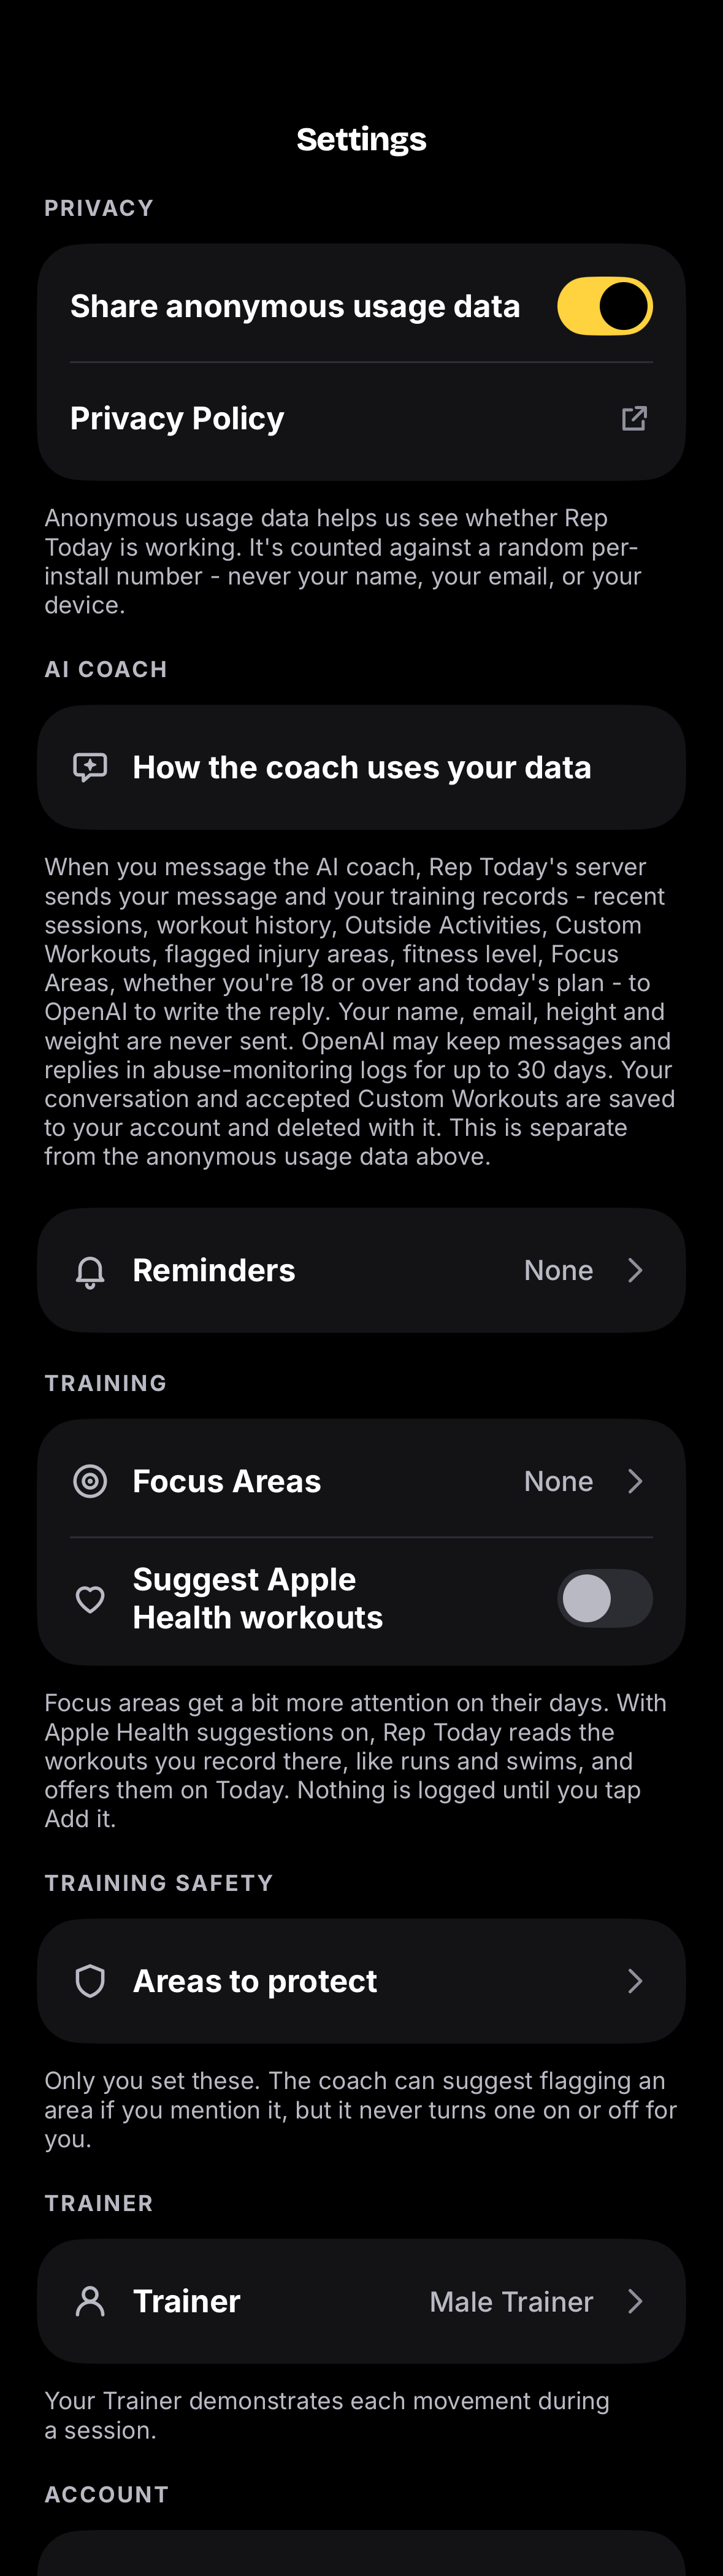 Settings
PRIVACY
Share anonymous usage data
Privacy Policy
Anonymous usage data helps us see whether Rep
Today is working. It's counted against a random per-
install number - never your name, your email, or your
device.
AI COACH
How the coach uses your data
When you message the AI coach, Rep Today's server
sends your message and your training records - recent
sessions, workout history, Outside Activities, Custom
Workouts, flagged injury areas, fitness level, Focus
Areas, whether you're 18 or over and today's plan - to
OpenAI to write the reply. Your name, email, height and
weight are never sent. OpenAI may keep messages and
replies in abuse-monitoring logs for up to 30 days. Your
conversation and accepted Custom Workouts are saved
to your account and deleted with it. This is separate
from the anonymous usage data above.
Reminders None
TRAINING
Focus Areas None
Suggest Apple
Health workouts
Focus areas get a bit more attention on their days. With
Apple Health suggestions on, Rep Today reads the
workouts you record there, like runs and swims, and
offers them on Today. Nothing is logged until you tap
Add it.
TRAINING SAFETY
Areas to protect
Only you set these. The coach can suggest flagging an
area if you mention it, but it never turns one on or off for
you.
TRAINER
Trainer Male Trainer
Your Trainer demonstrates each movement during
a session.
ACCOUNT